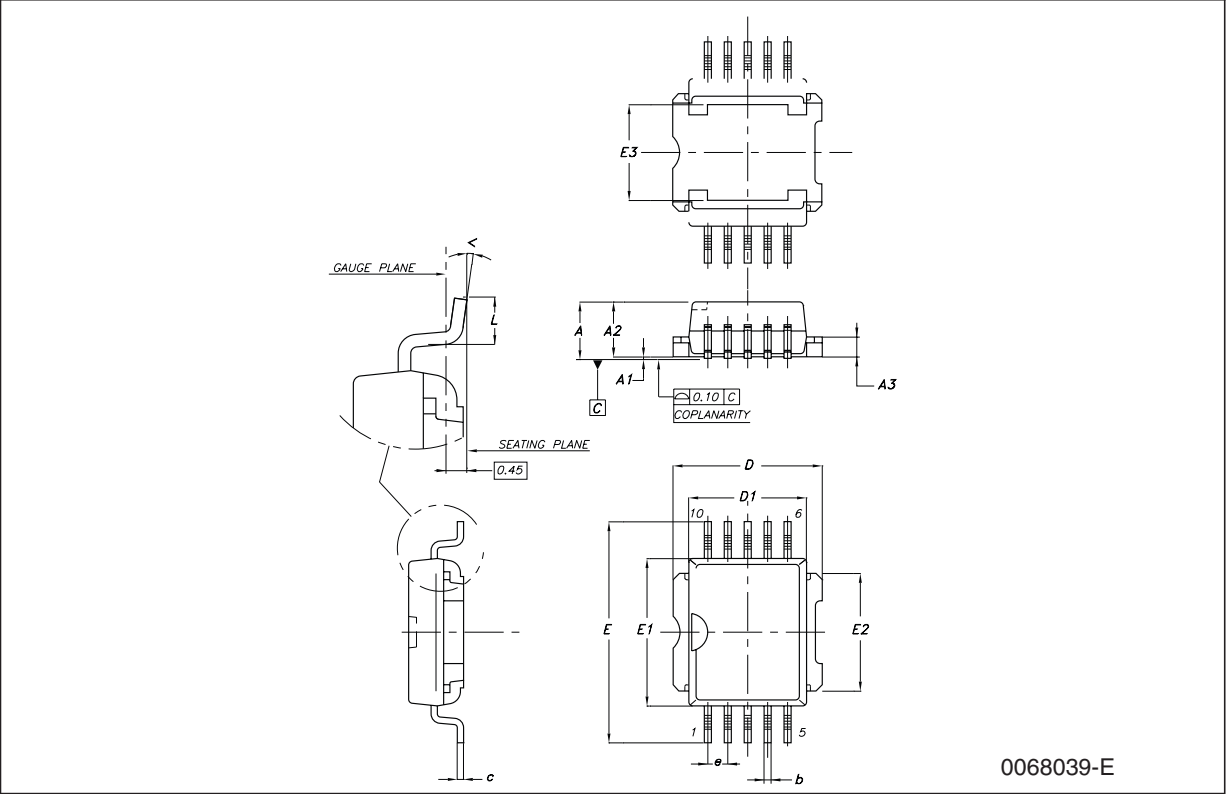 E3
<
GAUGE PLANE
L
A
A2
A1
A3
C
0.10 C
COPLANARITY
SEATING PLANE
0.45
D
D1
10
6
E
E1
E2
1
5
e
b
c
0068039-E